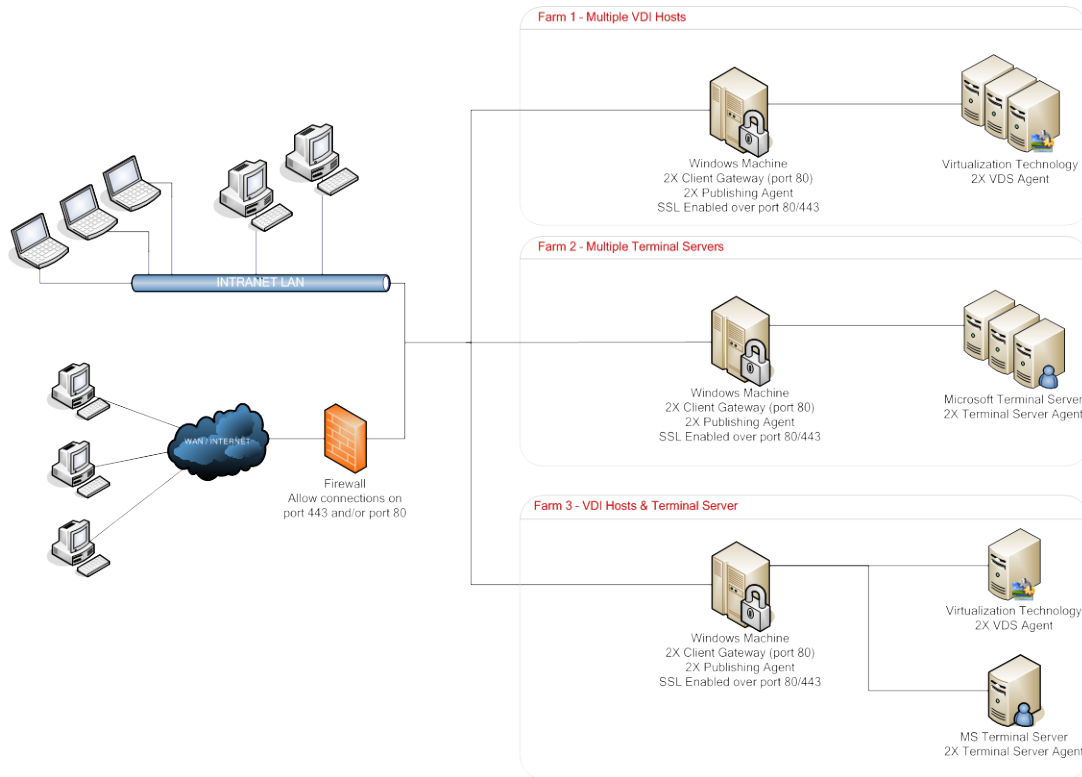 Farm 1 - Multiple VDI Hosts
Windows Machine
2X Client Gateway (port 80)
2X Publishing Agent
SSL Enabled over port 80/443
Virtualization Technology
2X VDS Agent
INTRANET LAN
Farm 2 - Multiple Terminal Servers
Windows Machine
2X Client Gateway (port 80)
2X Publishing Agent
SSL Enabled over port 80/443
Microsoft Terminal Server
2X Terminal Server Agent
WAN / INTERNET
Firewall
Allow connections on
port 443 and/or port 80
Farm 3 - VDI Hosts & Terminal Server
Windows Machine
2X Client Gateway (port 80)
2X Publishing Agent
SSL Enabled over port 80/443
Virtualization Technology
2X VDS Agent
MS Terminal Server
2X Terminal Server Agent